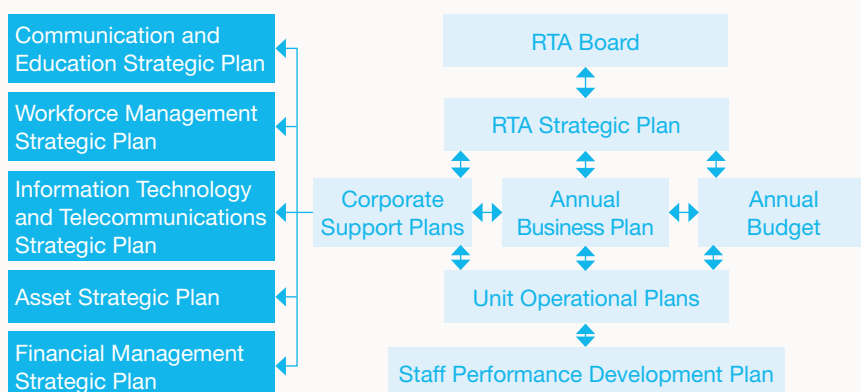 Communication and
Education Strategic Plan
Workforce Management
Strategic Plan
Information Technology
and Telecommunications
Strategic Plan
Asset Strategic Plan
Financial Management
Strategic Plan
RTA Board
RTA Strategic Plan
Corporate
Support Plans
Annual
Business Plan
Annual
Budget
Unit Operational Plans
Staff Performance Development Plan